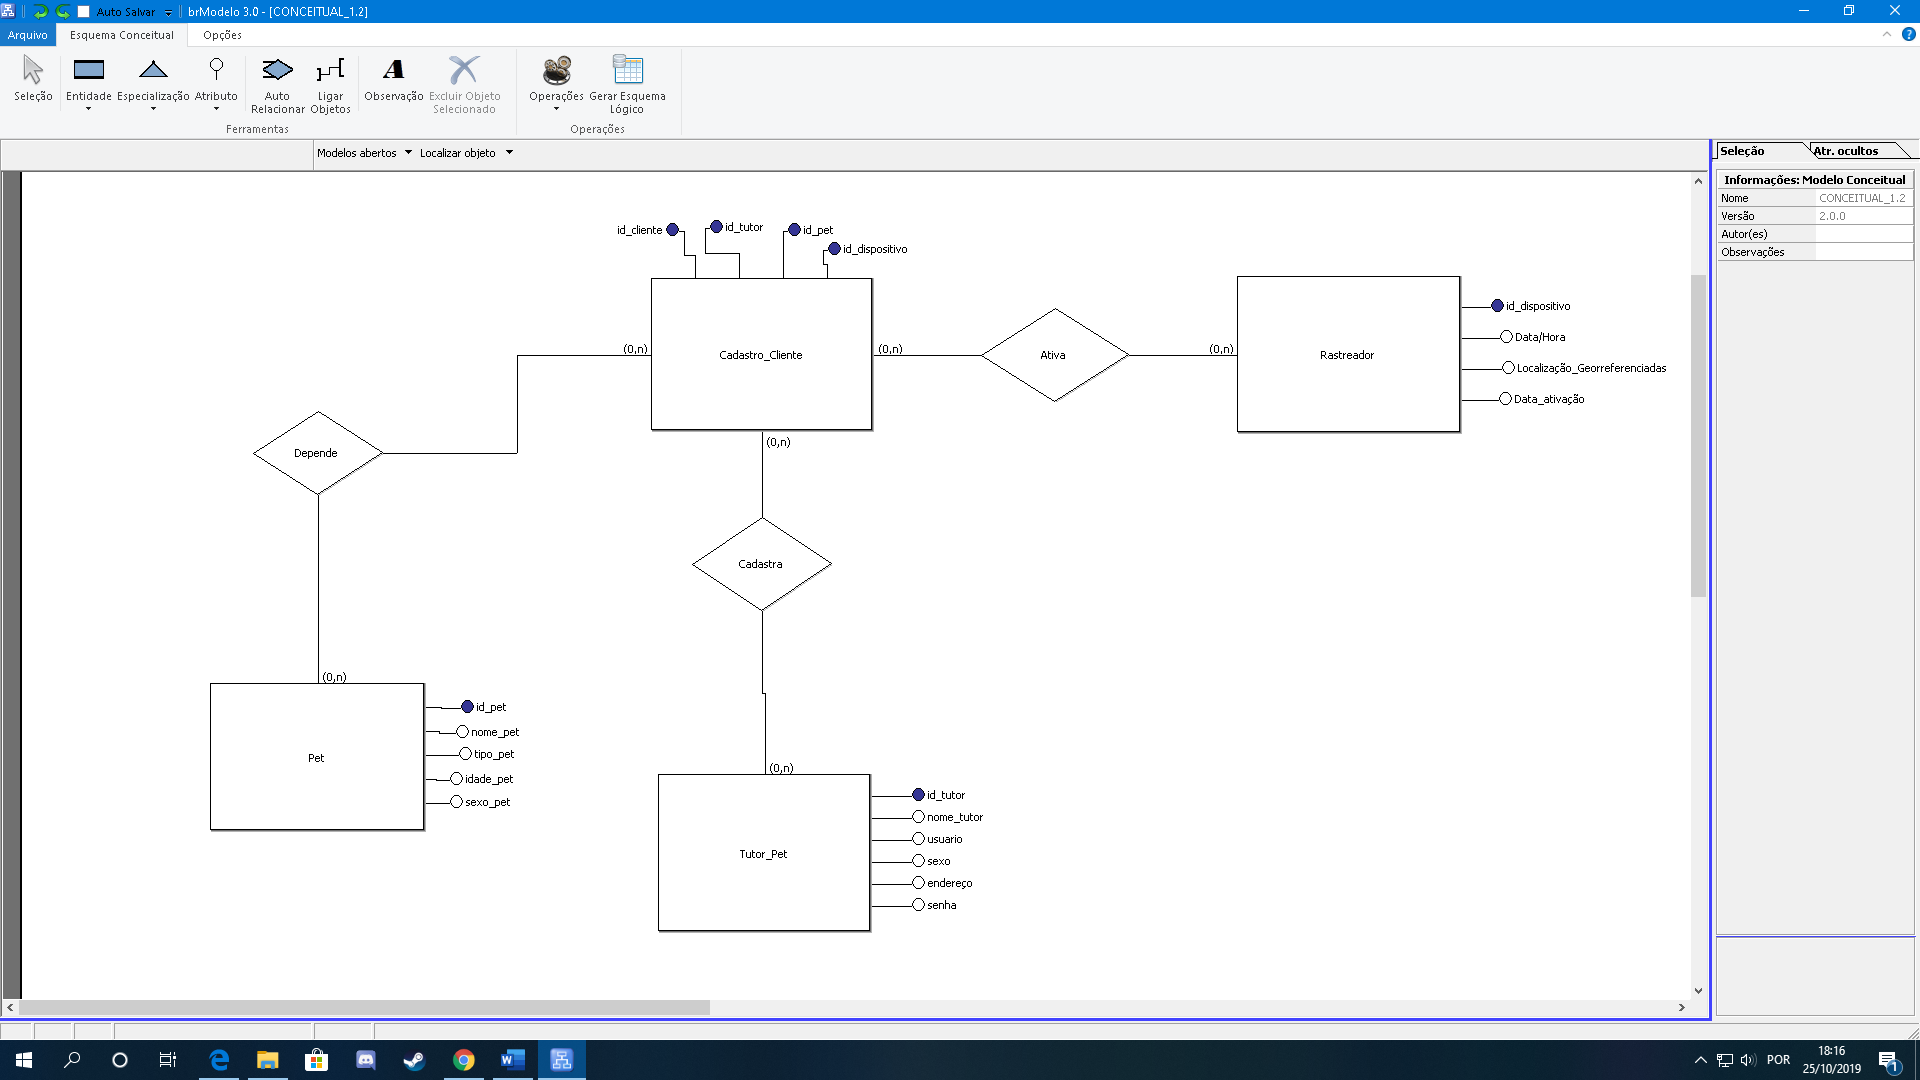 Auto Salvar
brModelo 3.0 - [CONCEITUAL_1.2]
Arquivo
Esquema Conceitual
Opções
Seleção
Entidade
Especialização
Atributo
Auto
Relacionar
Ligar
Objetos
A
Observação
Excluir Objeto
Selecionado
Operações
Gerar Esquema
Lógico
Ferramentas
Operações
Modelos abertos
Localizar objeto
Seleção
Atr. ocultos
Informações: Modelo Conceitual
Nome CONCEITUAL_1.2
Versão 2.0.0
Autor(es)
Observações
id_cliente
id_tutor
id_pet
id_dispositivo
(0,n)
Cadastro_Cliente
(0,n)
Ativa
(0,n)
Rastreador
id_dispositivo
Data/Hora
Localização_Georreferenciadas
Data_ativação
(0,n)
Depende
Cadastra
(0,n)
Pet
id_pet
nome_pet
tipo_pet
idade_pet
sexo_pet
(0,n)
Tutor_Pet
id_tutor
nome_tutor
usuario
sexo
endereço
senha
POR
18:16
25/10/2019
1